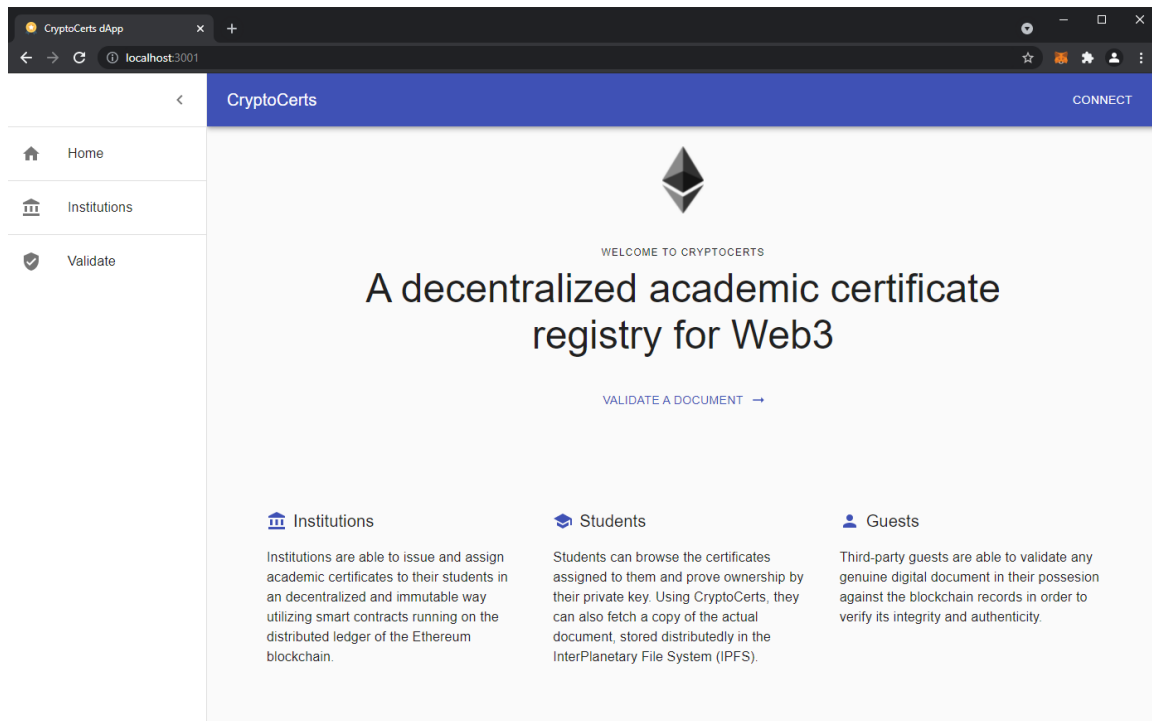 CryptoCerts dApp
localhost:3001
CryptoCerts
CONNECT
Home
Institutions
Validate
WELCOME TO CRYPTOCERTS
A decentralized academic certificate
registry for Web3
VALIDATE A DOCUMENT →
Institutions
Institutions are able to issue and assign
academic certificates to their students in
an decentralized and immutable way
utilizing smart contracts running on the
distributed ledger of the Ethereum
blockchain.
Students
Students can browse the certificates
assigned to them and prove ownership by
their private key. Using CryptoCerts, they
can also fetch a copy of the actual
document, stored distributedly in the
InterPlanetary File System (IPFS).
Guests
Third-party guests are able to validate any
genuine digital document in their possesion
against the blockchain records in order to
verify its integrity and authenticity.